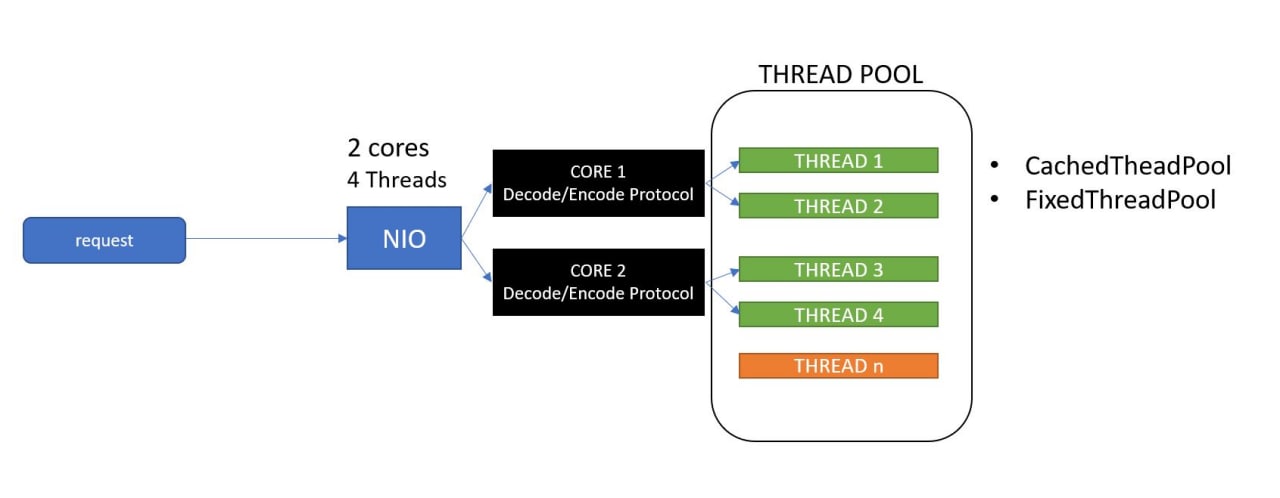 THREAD POOL
2 cores
4 Threads
request
NIO
CORE 1
Decode/Encode Protocol
CORE 2
Decode/Encode Protocol
THREAD 1
THREAD 2
THREAD 3
THREAD 4
THREAD n
• CachedTheadPool
• FixedThreadPool